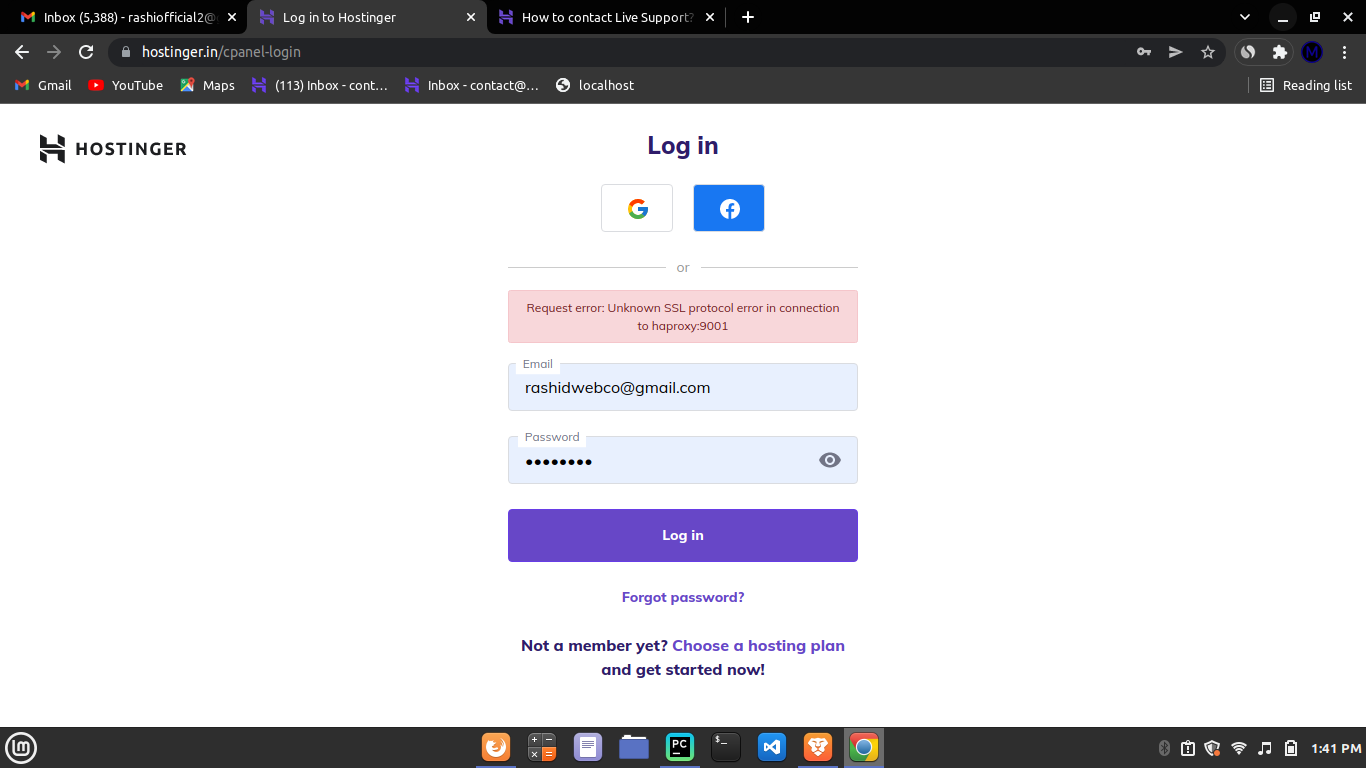 Inbox (5,388) - rashiofficial2@
Log in to Hostinger
How to contact Live Support?
hostinger.in/cpanel-login
Gmail
YouTube
Maps
(113) Inbox - cont...
Inbox - contact@...
localhost
Reading list
HOSTINGER
Log in
or
Request error: Unknown SSL protocol error in connection
to haproxy:9001
Email
rashidwebco@gmail.com
Password
Log in
Forgot password?
Not a member yet? Choose a hosting plan
and get started now!
PC
$_
1:41 PM